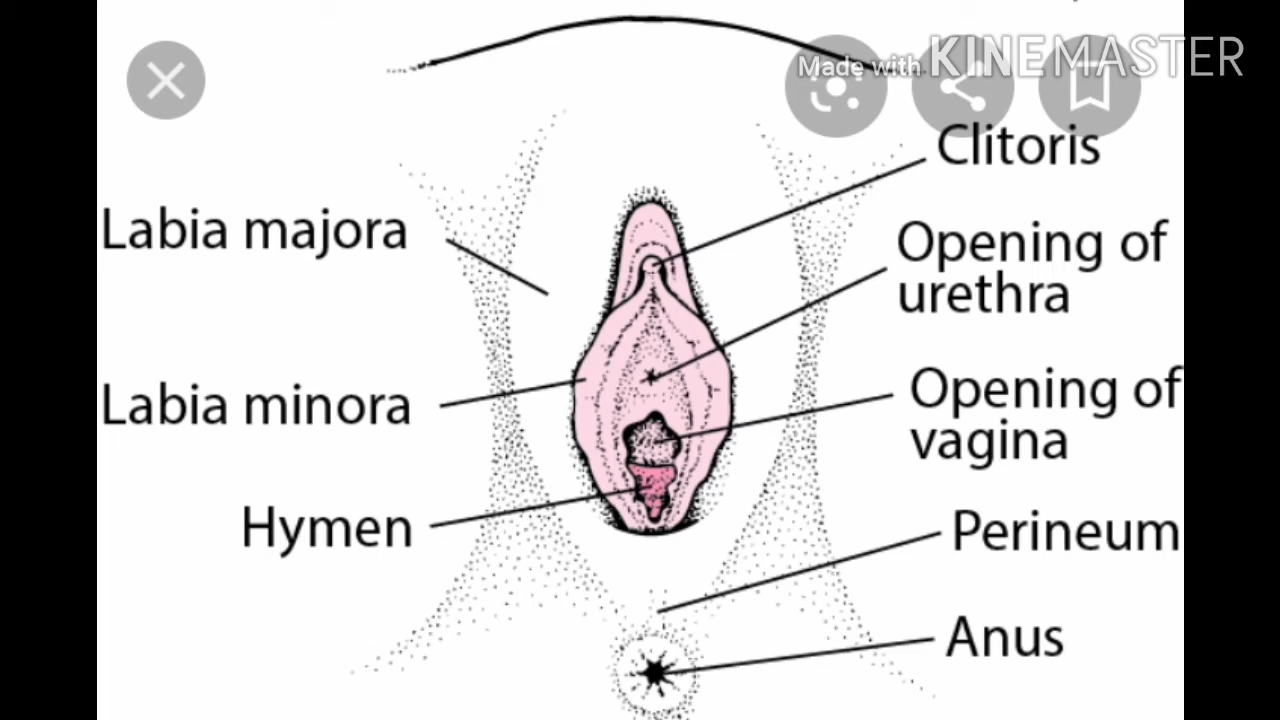 Made with KINEMASTER
Clitoris
Labia majora
Opening of
urethra
Labia minora
Opening of
vagina
Hymen
Perineum
Anus